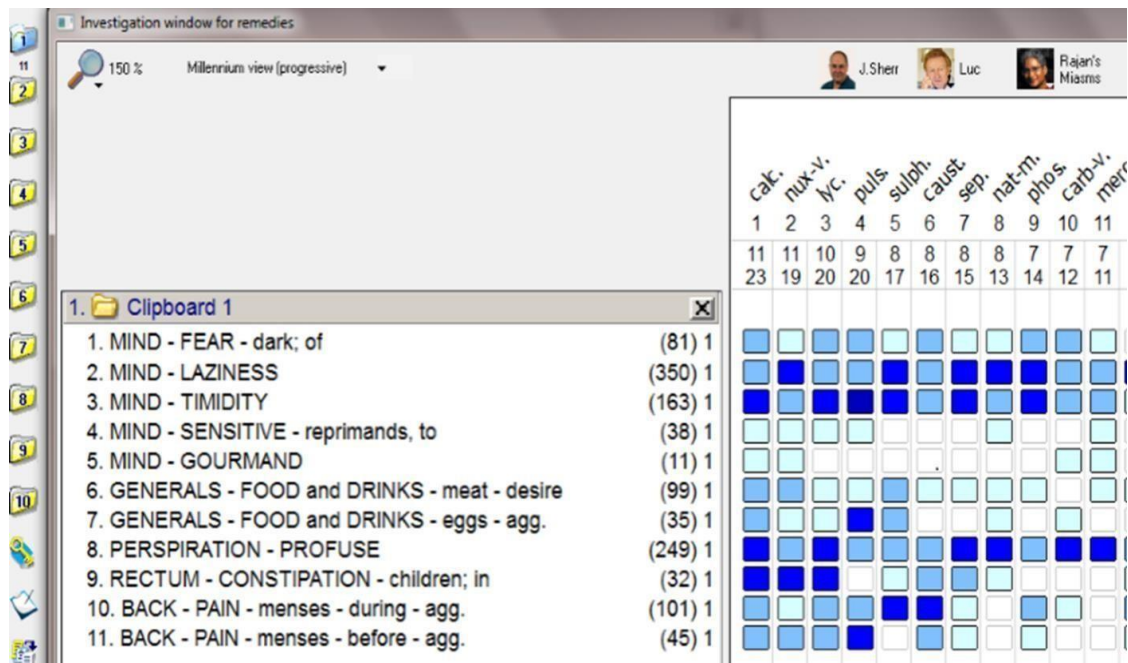 Investigation window for remedies
150 %
Millennium view (progressive)
J.Sherr
Luc
Rajan's
Miasms
1
11
2
3
4
5
6
7
8
9
10
calc. nux-v. lyc. puls. sulph. caust. sep. nat-m. phos. carb-v. merc
1 2 3 4 5 6 7 8 9 10 11
11 11 10 9 8 8 8 8 7 7 7
23 19 20 20 17 16 15 13 14 12 11
1. Clipboard 1 X
1. MIND - FEAR - dark; of (81) 1
2. MIND - LAZINESS (350) 1
3. MIND - TIMIDITY (163) 1
4. MIND - SENSITIVE - reprimands, to (38) 1
5. MIND - GOURMAND (11) 1
6. GENERALS - FOOD and DRINKS - meat - desire (99) 1
7. GENERALS - FOOD and DRINKS - eggs - agg. (35) 1
8. PERSPIRATION - PROFUSE (249) 1
9. RECTUM - CONSTIPATION - children; in (32) 1
10. BACK - PAIN - menses - during - agg. (101) 1
11. BACK - PAIN - menses - before - agg. (45) 1